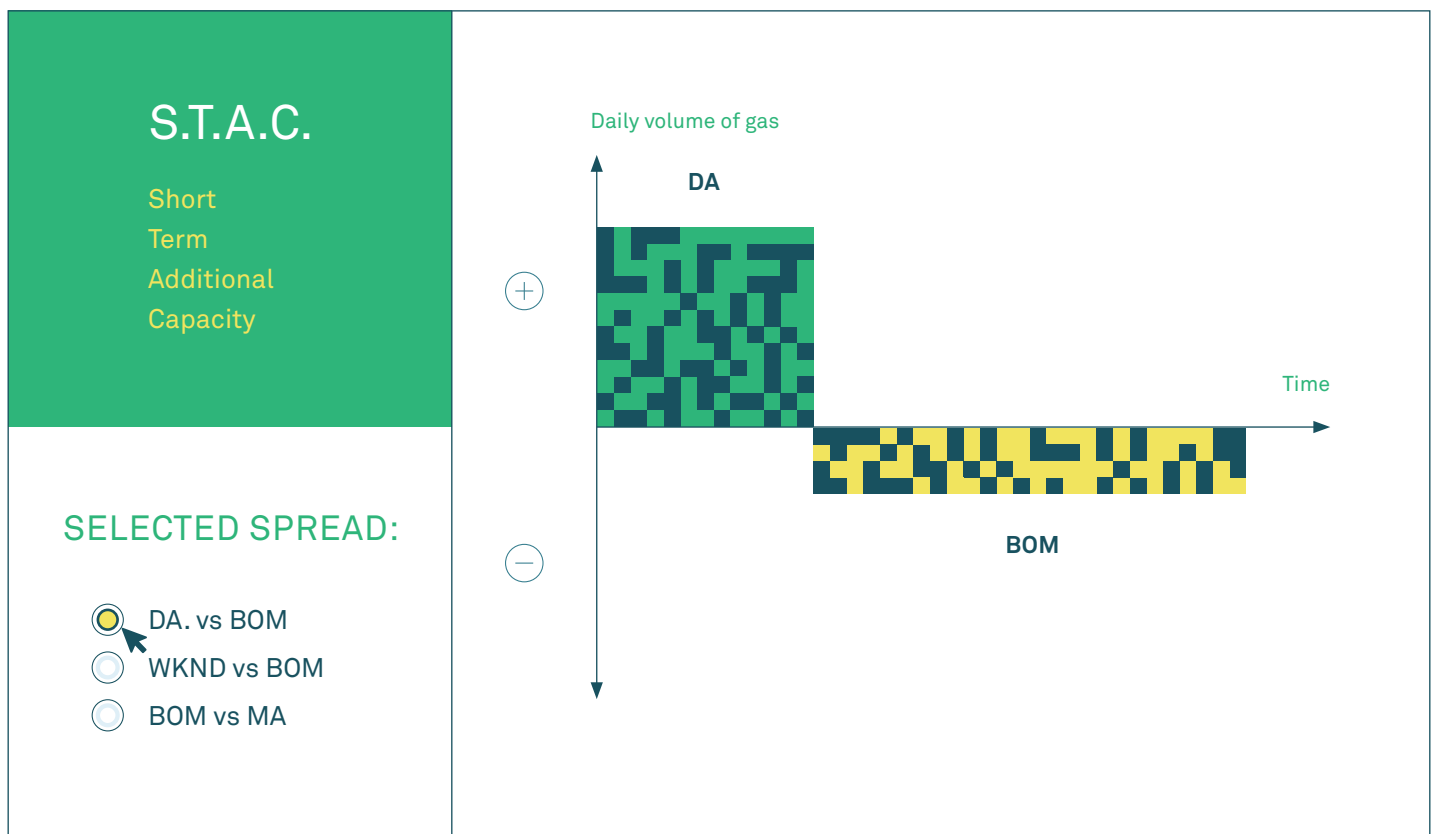 S.T.A.C.
Short
Term
Additional
Capacity
SELECTED SPREAD:
DA. vs BOM
WKND vs BOM
BOM vs MA
Daily volume of gas
DA
Time
BOM